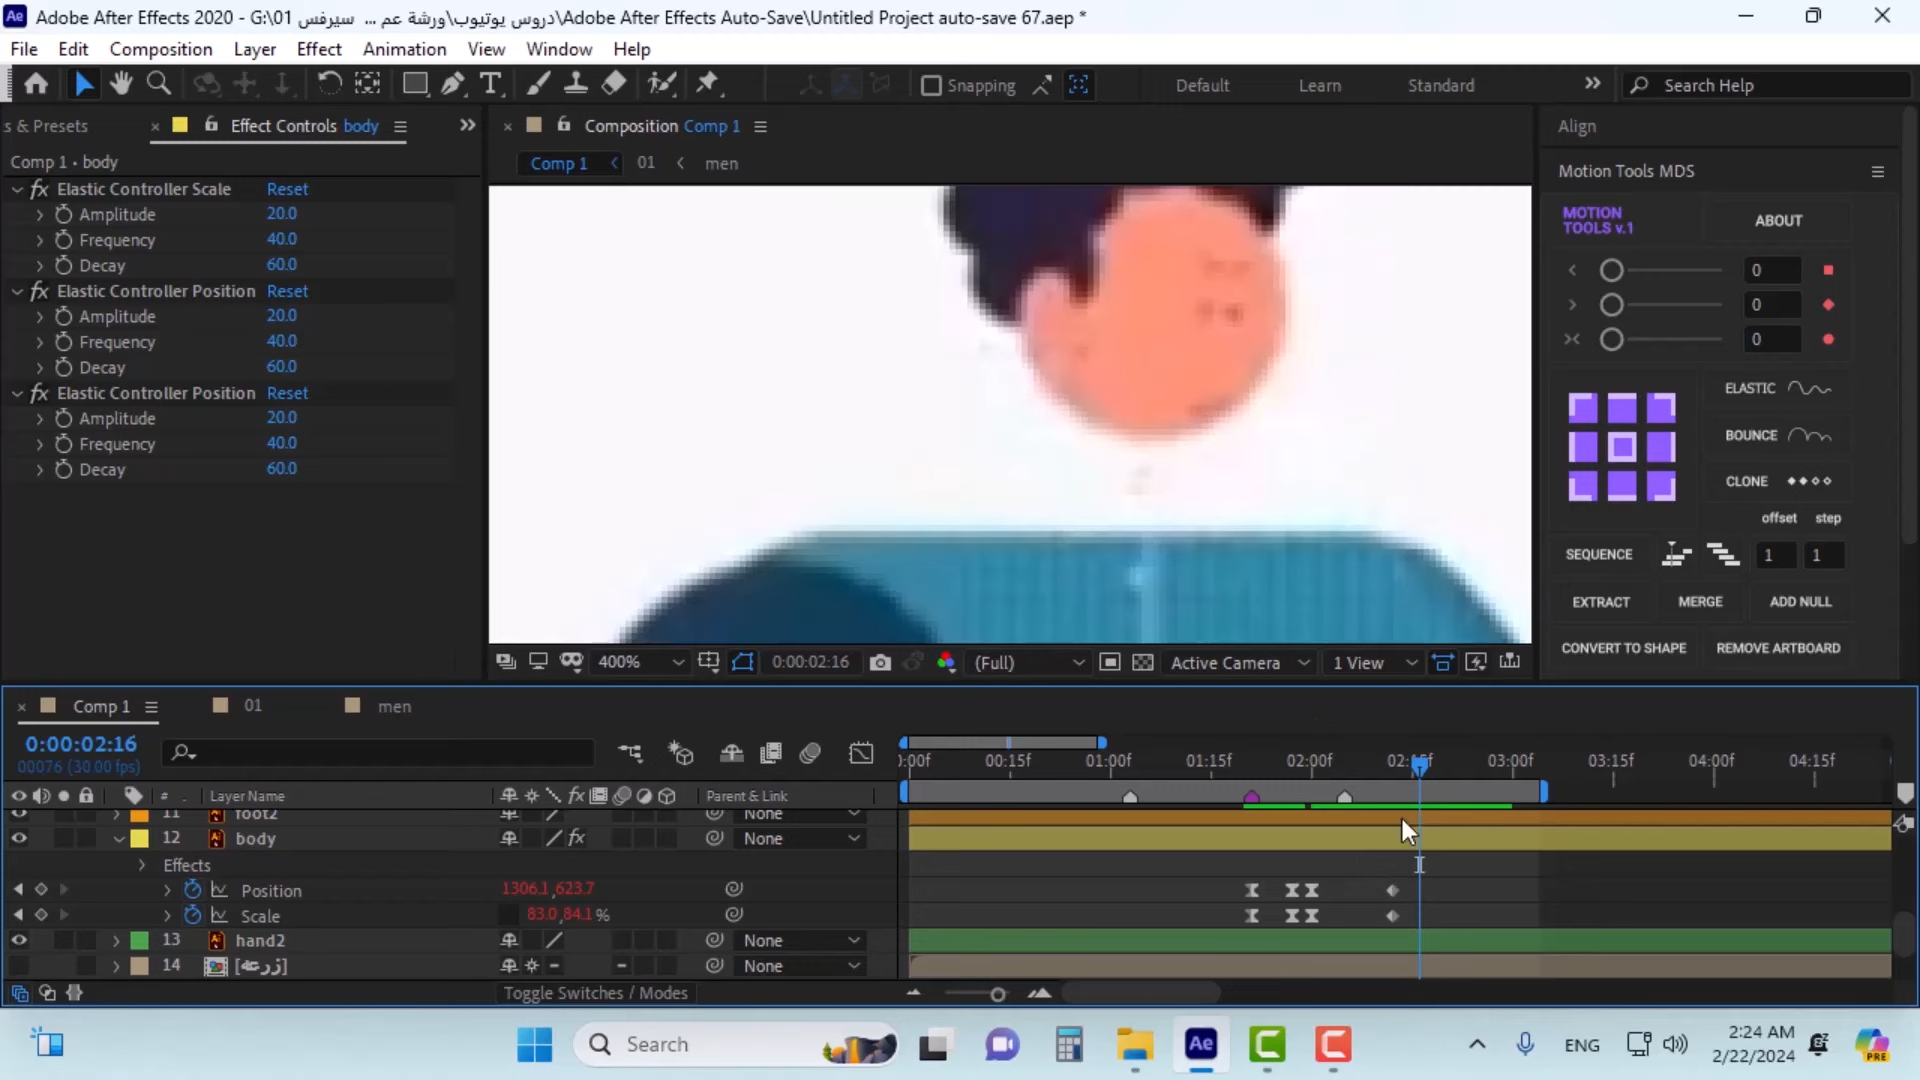 Adobe After Effects 2020 - G:\01 دروس يوتيوب\ورشة عم ... سيرفس\Adobe After Effects Auto-Save\Untitled Project auto-save 67.aep *
File Edit Composition Layer Effect Animation View Window Help
Snapping Default Learn Standard Search Help
s & Presets Effect Controls body
Composition Comp 1
Align
Comp 1 • body
Comp 1 01 men
Motion Tools MDS
Elastic Controller Scale Reset
Amplitude 20.0
Frequency 40.0
Decay 60.0
Elastic Controller Position Reset
Amplitude 20.0
Frequency 40.0
Decay 60.0
Elastic Controller Position Reset
Amplitude 20.0
Frequency 40.0
Decay 60.0
MOTION TOOLS v.1 ABOUT
0
0
0
ELASTIC
BOUNCE
CLONE
offset step
SEQUENCE 1 1
EXTRACT MERGE ADD NULL
CONVERT TO SHAPE REMOVE ARTBOARD
400% 0:00:02:16 (Full) Active Camera 1 View
Comp 1 01 men
0:00:02:16
00076 (30.00 fps)
:00f 00:15f 01:00f 01:15f 02:00f 02:15f 03:00f 03:15f 04:00f 04:15f
# Layer Name Parent & Link
11 foot2 None
12 body None
Effects
Position 1306.1,623.7
Scale 83.0,84.1%
13 hand2 None
14 None
Toggle Switches / Modes
Search ENG 2:24 AM
2/22/2024
PRE